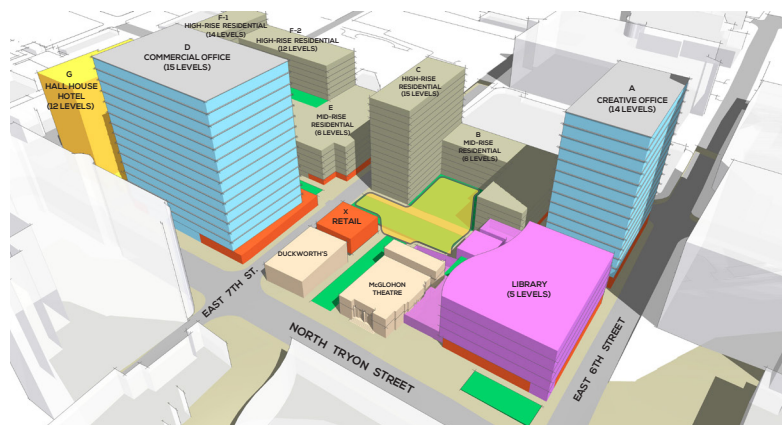 F-1
HIGH-RISE RESIDENTIAL
(14 LEVELS)
F-2
HIGH-RISE RESIDENTIAL
(12 LEVELS)
D
COMMERCIAL OFFICE
(15 LEVELS)
G
HALL HOUSE
HOTEL
(12 LEVELS)
C
HIGH-RISE
RESIDENTIAL
(15 LEVELS)
A
CREATIVE OFFICE
(14 LEVELS)
E
MID-RISE
RESIDENTIAL
(6 LEVELS)
B
MID-RISE
RESIDENTIAL
(6 LEVELS)
X
RETAIL
DUCKWORTH'S
McGLOHON
THEATRE
LIBRARY
(5 LEVELS)
EAST 7TH ST.
NORTH TRYON STREET
EAST 6TH STREET